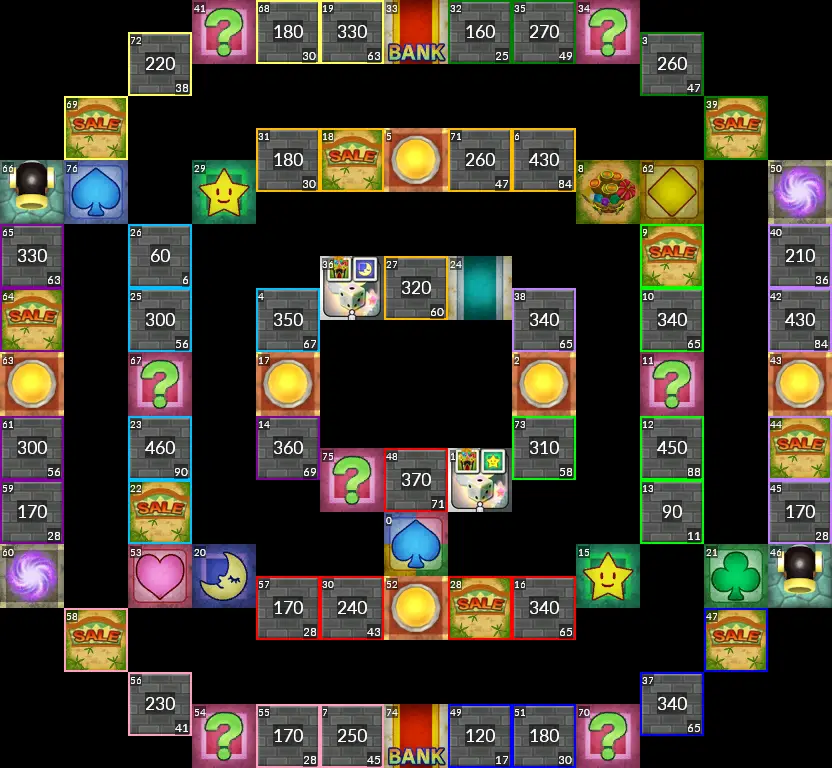 41 68 180 30 19 330 63 33 BANK 32 160 25 35 270 49 34
72 220 38 3 260 47
69 SALE 39 SALE
31 180 30 18 SALE 5 71 260 47 6 430 84
66 76 29 8 62 50
65 330 63 26 60 6 9 SALE 40 210 36
36 27 320 60 24
64 SALE 25 300 56 4 350 67 38 340 65 10 340 65 42 430 84
63 67 17 2 11 43
61 300 56 23 460 90 14 360 69 73 310 58 12 450 88 44 SALE
75 48 370 71 1
59 170 28 22 SALE 13 90 11 45 170 28
0
60 53 20 15 21 46
57 170 28 30 240 43 52 28 SALE 16 340 65
58 SALE 47 SALE
56 230 41 37 340 65
54 55 170 28 7 250 45 74 BANK 49 120 17 51 180 30 70